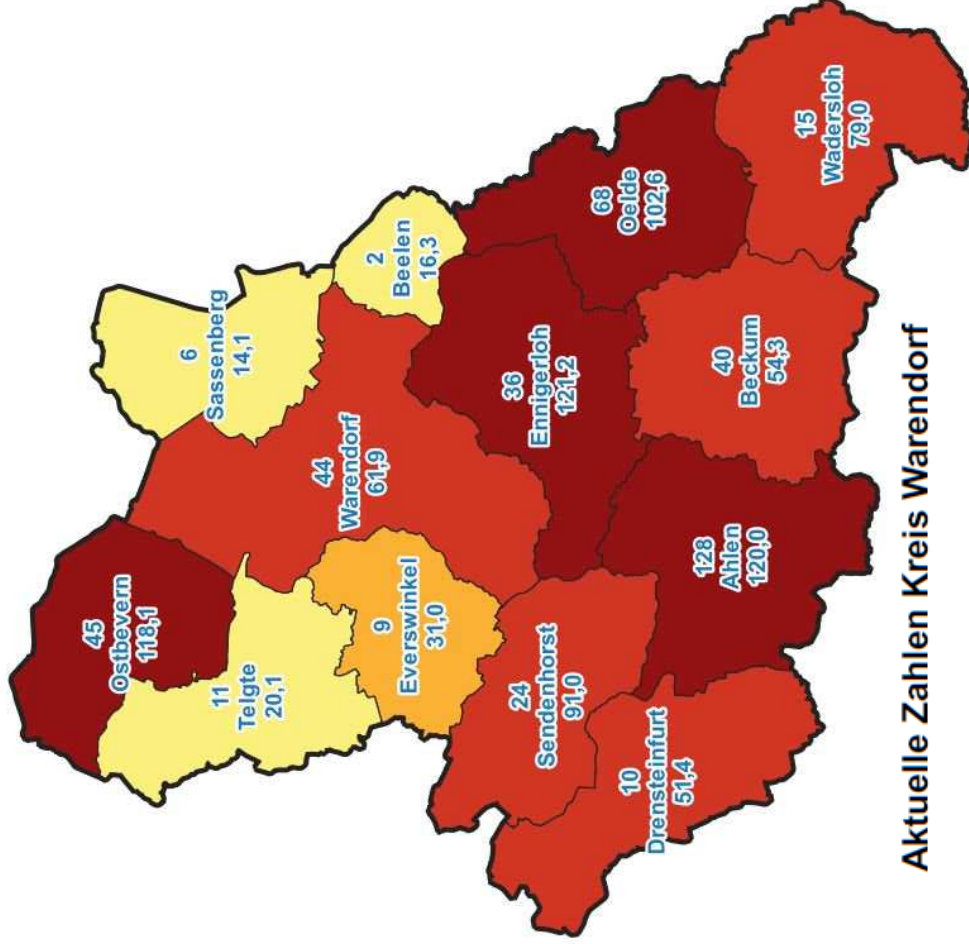 45
Ostbevern
118,1
6
Sassenberg
14,1
11
Telgte
20,1
44
Warendorf
61,9
2
Beelen
16,3
9
Everswinkel
31,0
36
Ennigerloh
121,2
68
Oelde
102,6
24
Sendenhorst
91,0
10
Drensteinfurt
51,4
128
Ahlen
120,0
40
Beckum
54,3
15
Wadersloh
79,0
Aktuelle Zahlen Kreis Warendorf